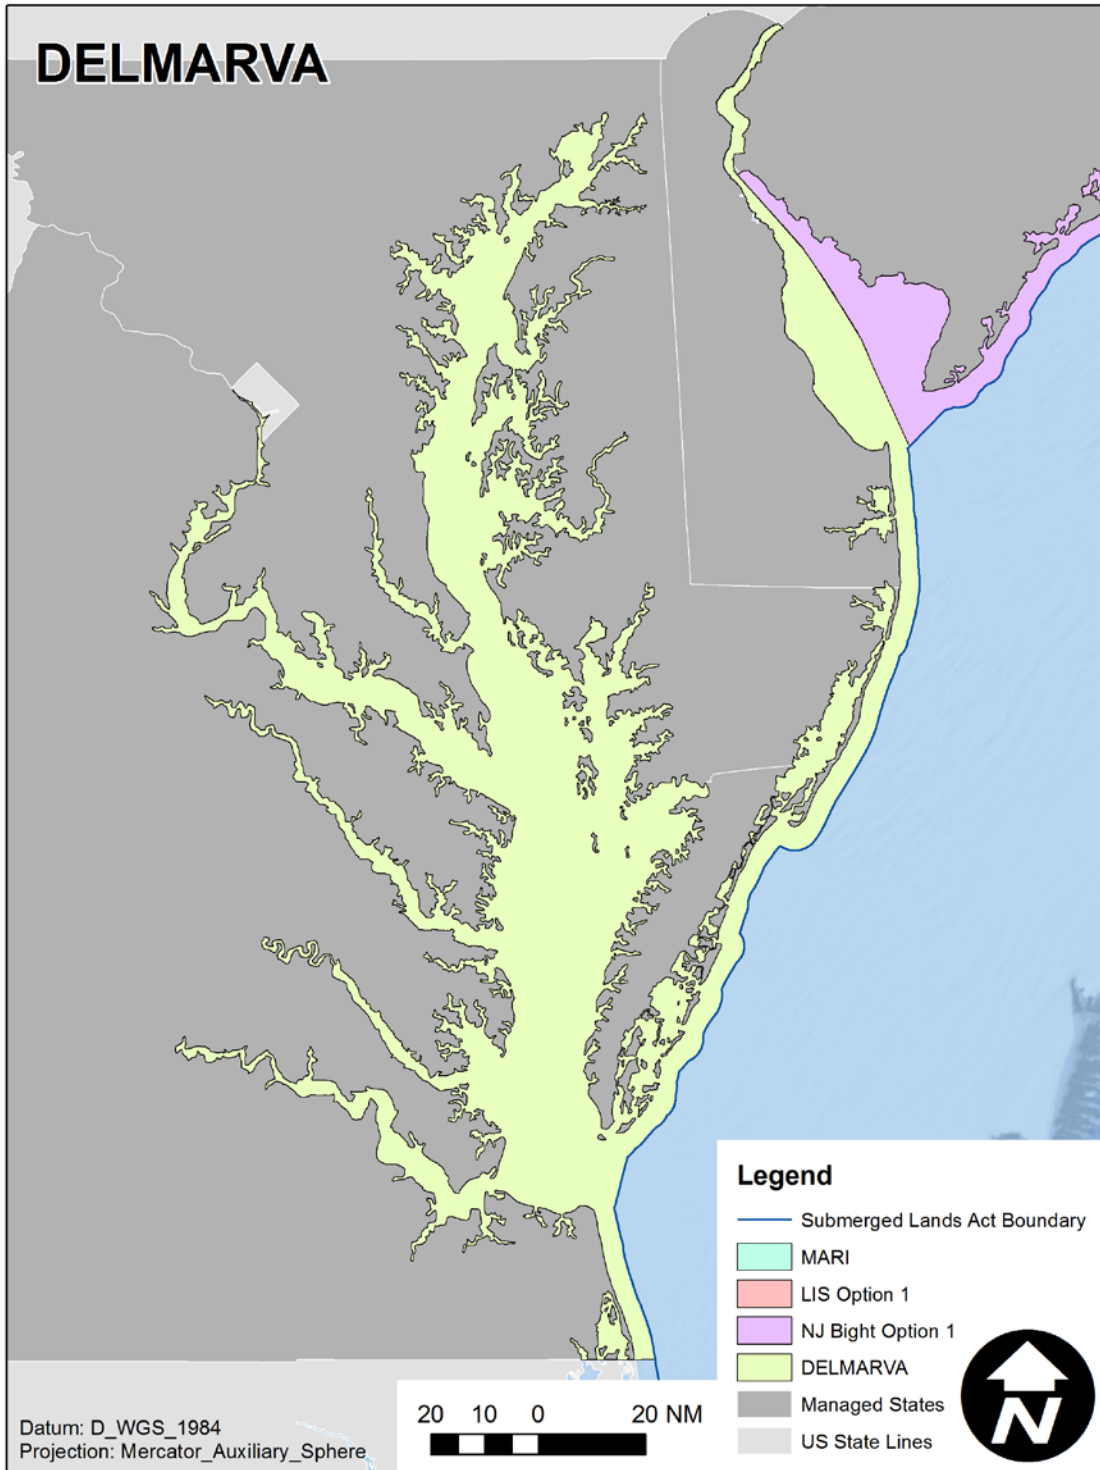 DELMARVA
Legend
Submerged Lands Act Boundary
MARI
LIS Option 1
NJ Bight Option 1
DELMARVA
Managed States
US State Lines
N
20 10 0 20 NM
Datum: D_WGS_1984
Projection: Mercator_Auxiliary_Sphere